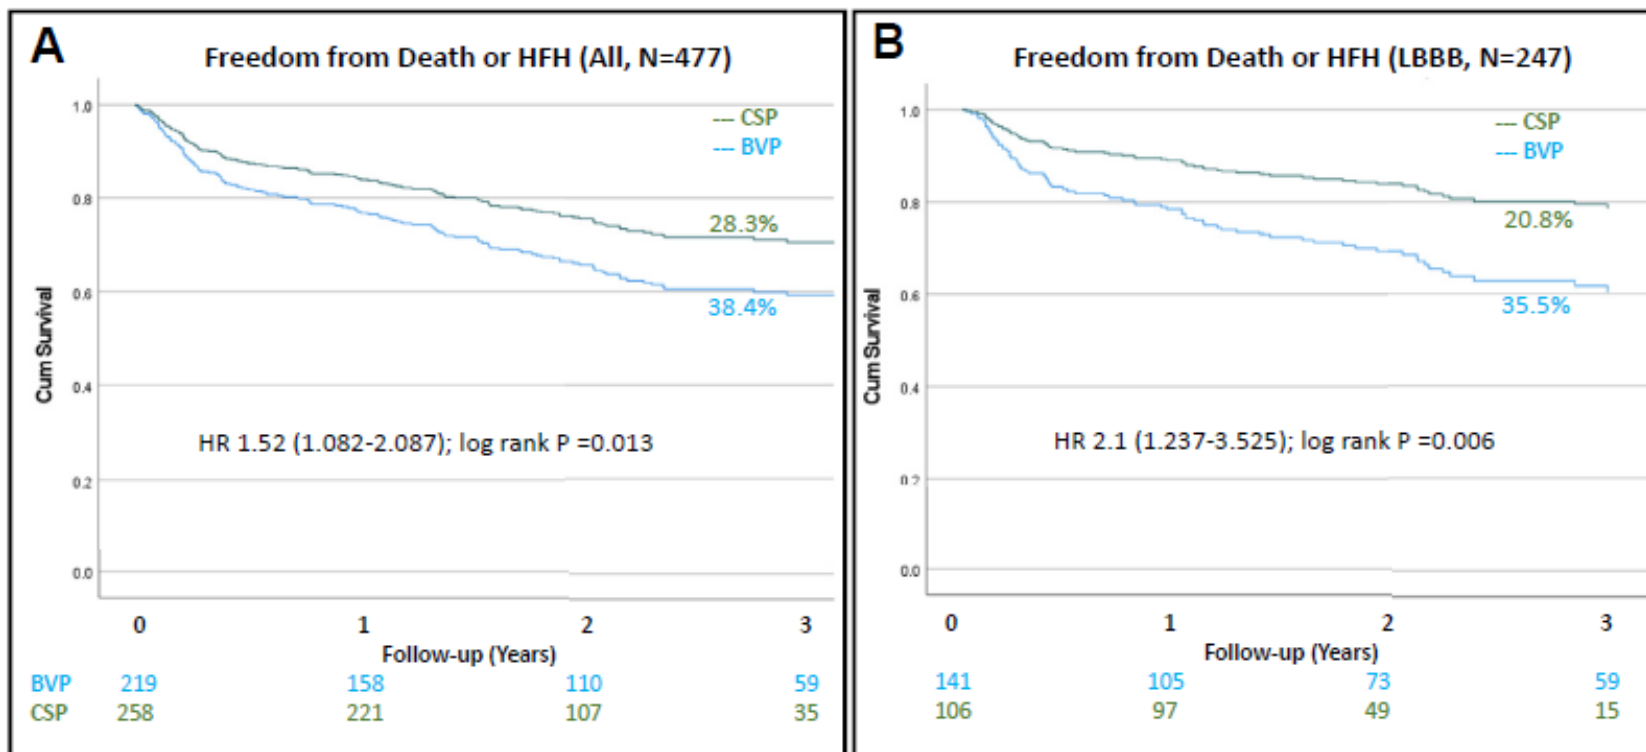 A
Freedom from Death or HFH (All, N=477)
1.0
--- CSP
--- BVP
0.8
28.3%
0.6
38.4%
Cum Survival
0.4
HR 1.52 (1.082-2.087); log rank P =0.013
0.2
0.0
0 1 2 3
Follow-up (Years)
BVP 219 158 110 59
CSP 258 221 107 35
B
Freedom from Death or HFH (LBBB, N=247)
1.0
--- CSP
--- BVP
0.8
20.8%
0.6
35.5%
Cum Survival
0.4
HR 2.1 (1.237-3.525); log rank P =0.006
0.2
0.0
0 1 2 3
Follow-up (Years)
141 105 73 59
106 97 49 15